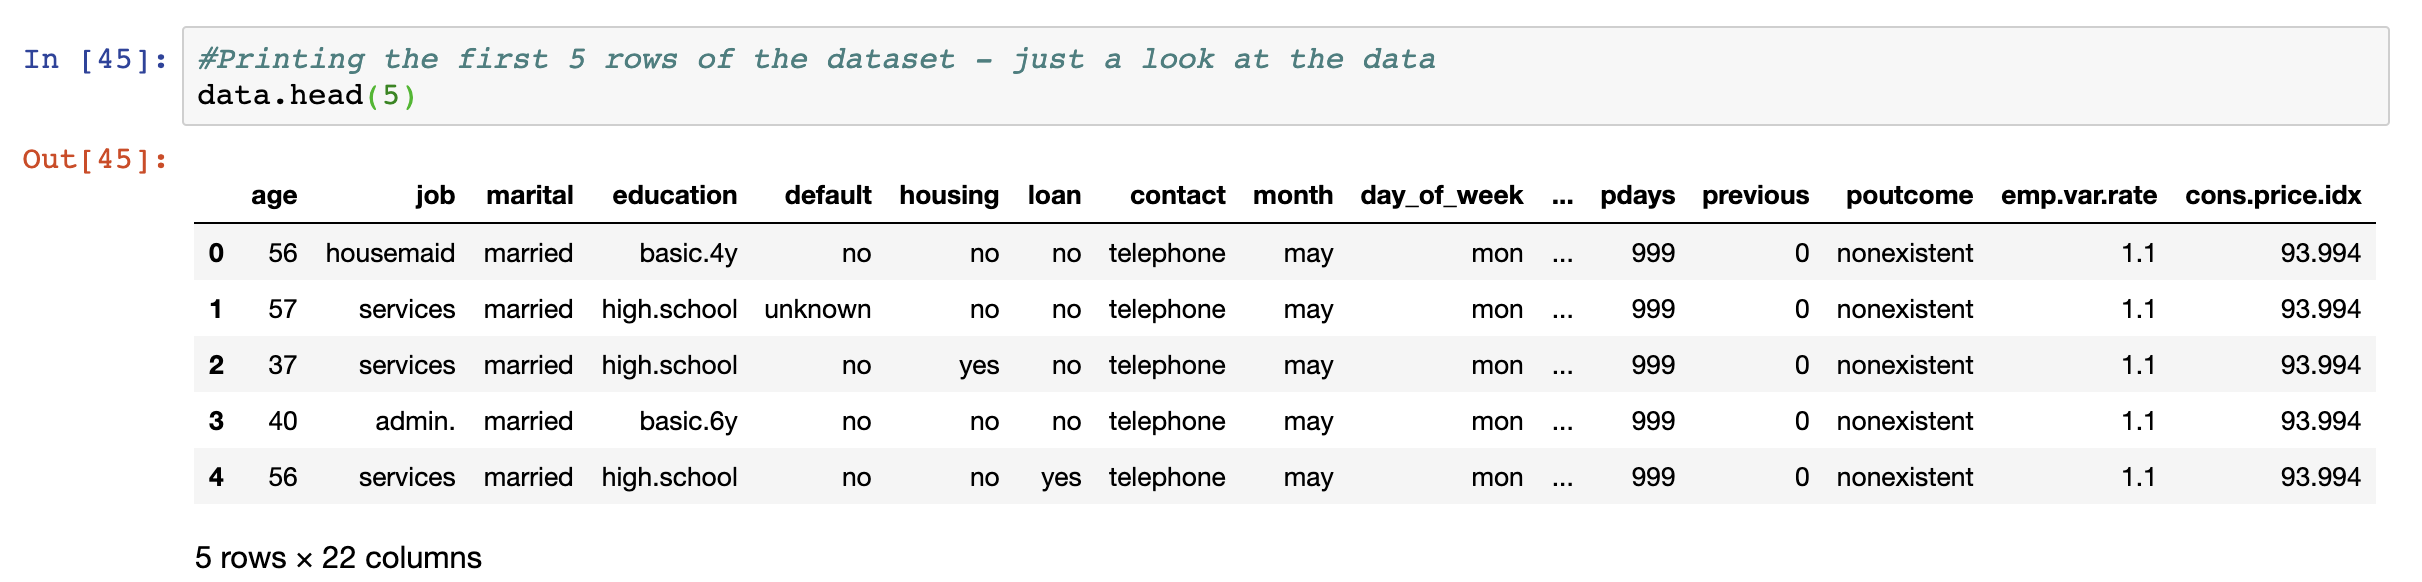 In [45]: #Printing the first 5 rows of the dataset - just a look at the data
data.head(5)
Out[45]:
age job marital education default housing loan contact month day_of_week ... pdays previous poutcome emp.var.rate cons.price.idx
0 56 housemaid married basic.4y no no no telephone may mon ... 999 0 nonexistent 1.1 93.994
1 57 services married high.school unknown no no telephone may mon ... 999 0 nonexistent 1.1 93.994
2 37 services married high.school no yes no telephone may mon ... 999 0 nonexistent 1.1 93.994
3 40 admin. married basic.6y no no no telephone may mon ... 999 0 nonexistent 1.1 93.994
4 56 services married high.school no no yes telephone may mon ... 999 0 nonexistent 1.1 93.994
5 rows × 22 columns